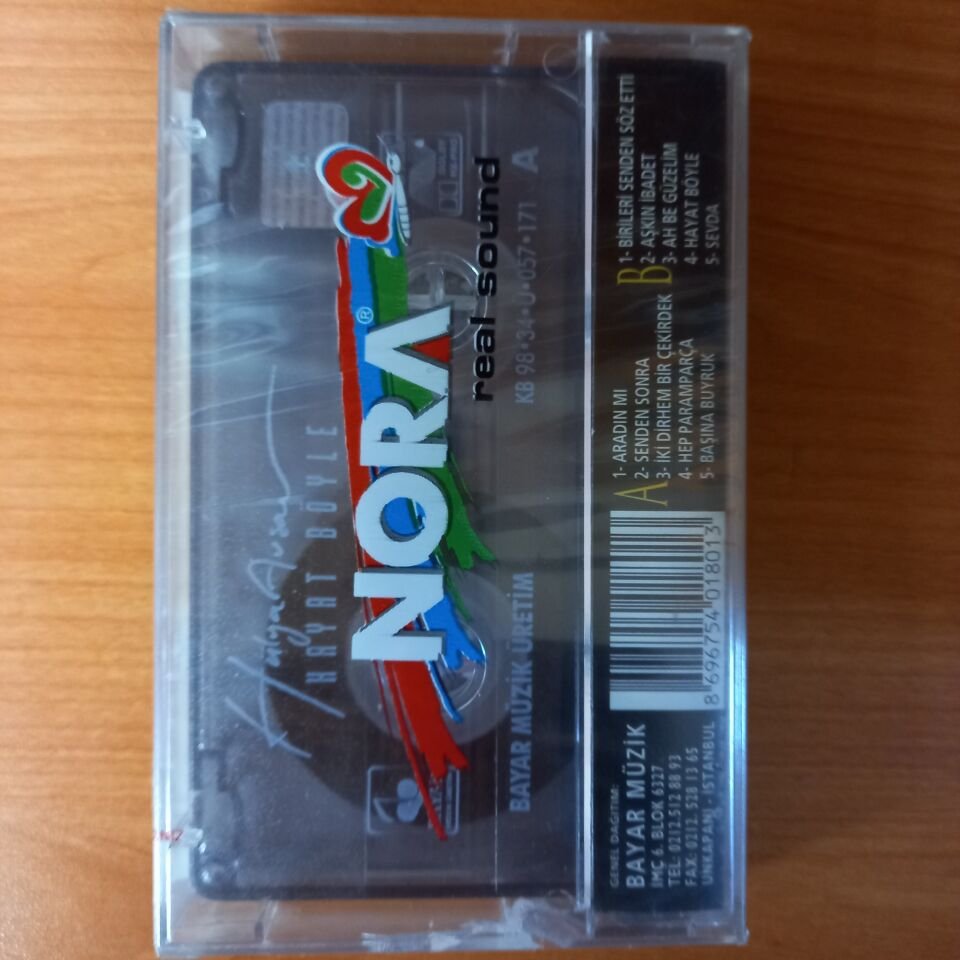 HAYAT BÖYLE
NORA®
real sound
KB 98•34•Ü•057•171 A
BAYAR MÜZİK ÜRETİM
A
1- ARADIN MI
2- SENDEN SONRA
3- İKİ DİRHEM BİR ÇEKİRDEK
4- HEP PARAMPARÇA
5- BAŞINA BUYRUK
B
1- BİRİLERİ SENDEN SÖZ ETTİ
2- AŞKIN İBADET
3- AH BE GÜZELİM
4- HAYAT BÖYLE
5- SEVDA
8 696754 018013
GENEL DAĞITIM:
BAYAR MÜZİK
İMÇ 6. BLOK 6327
TEL: 0212.512 88 93
FAX: 0212. 528 13 65
UNKAPANI - İSTANBUL